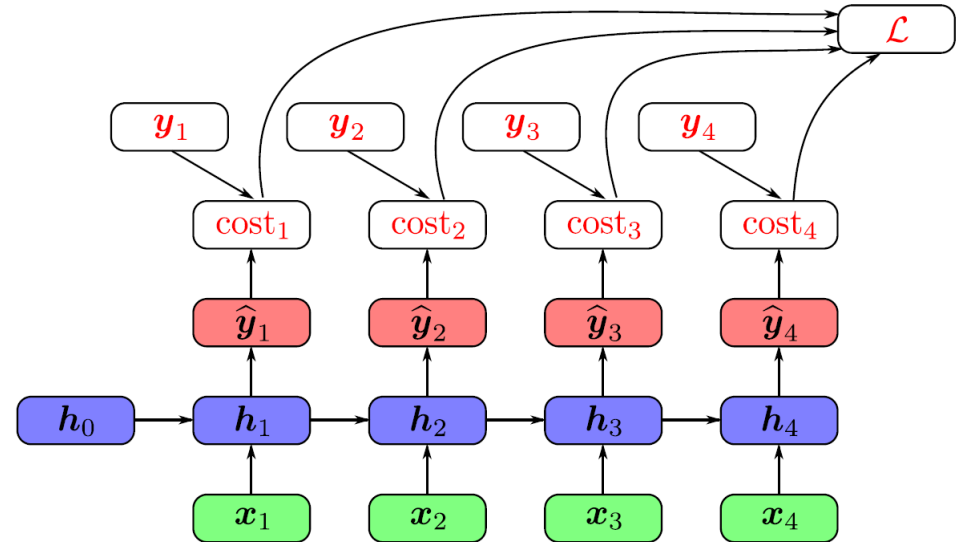 ℒ
y₁ y₂ y₃ y₄
cost₁ cost₂ cost₃ cost₄
ŷ₁ ŷ₂ ŷ₃ ŷ₄
h₀ h₁ h₂ h₃ h₄
x₁ x₂ x₃ x₄